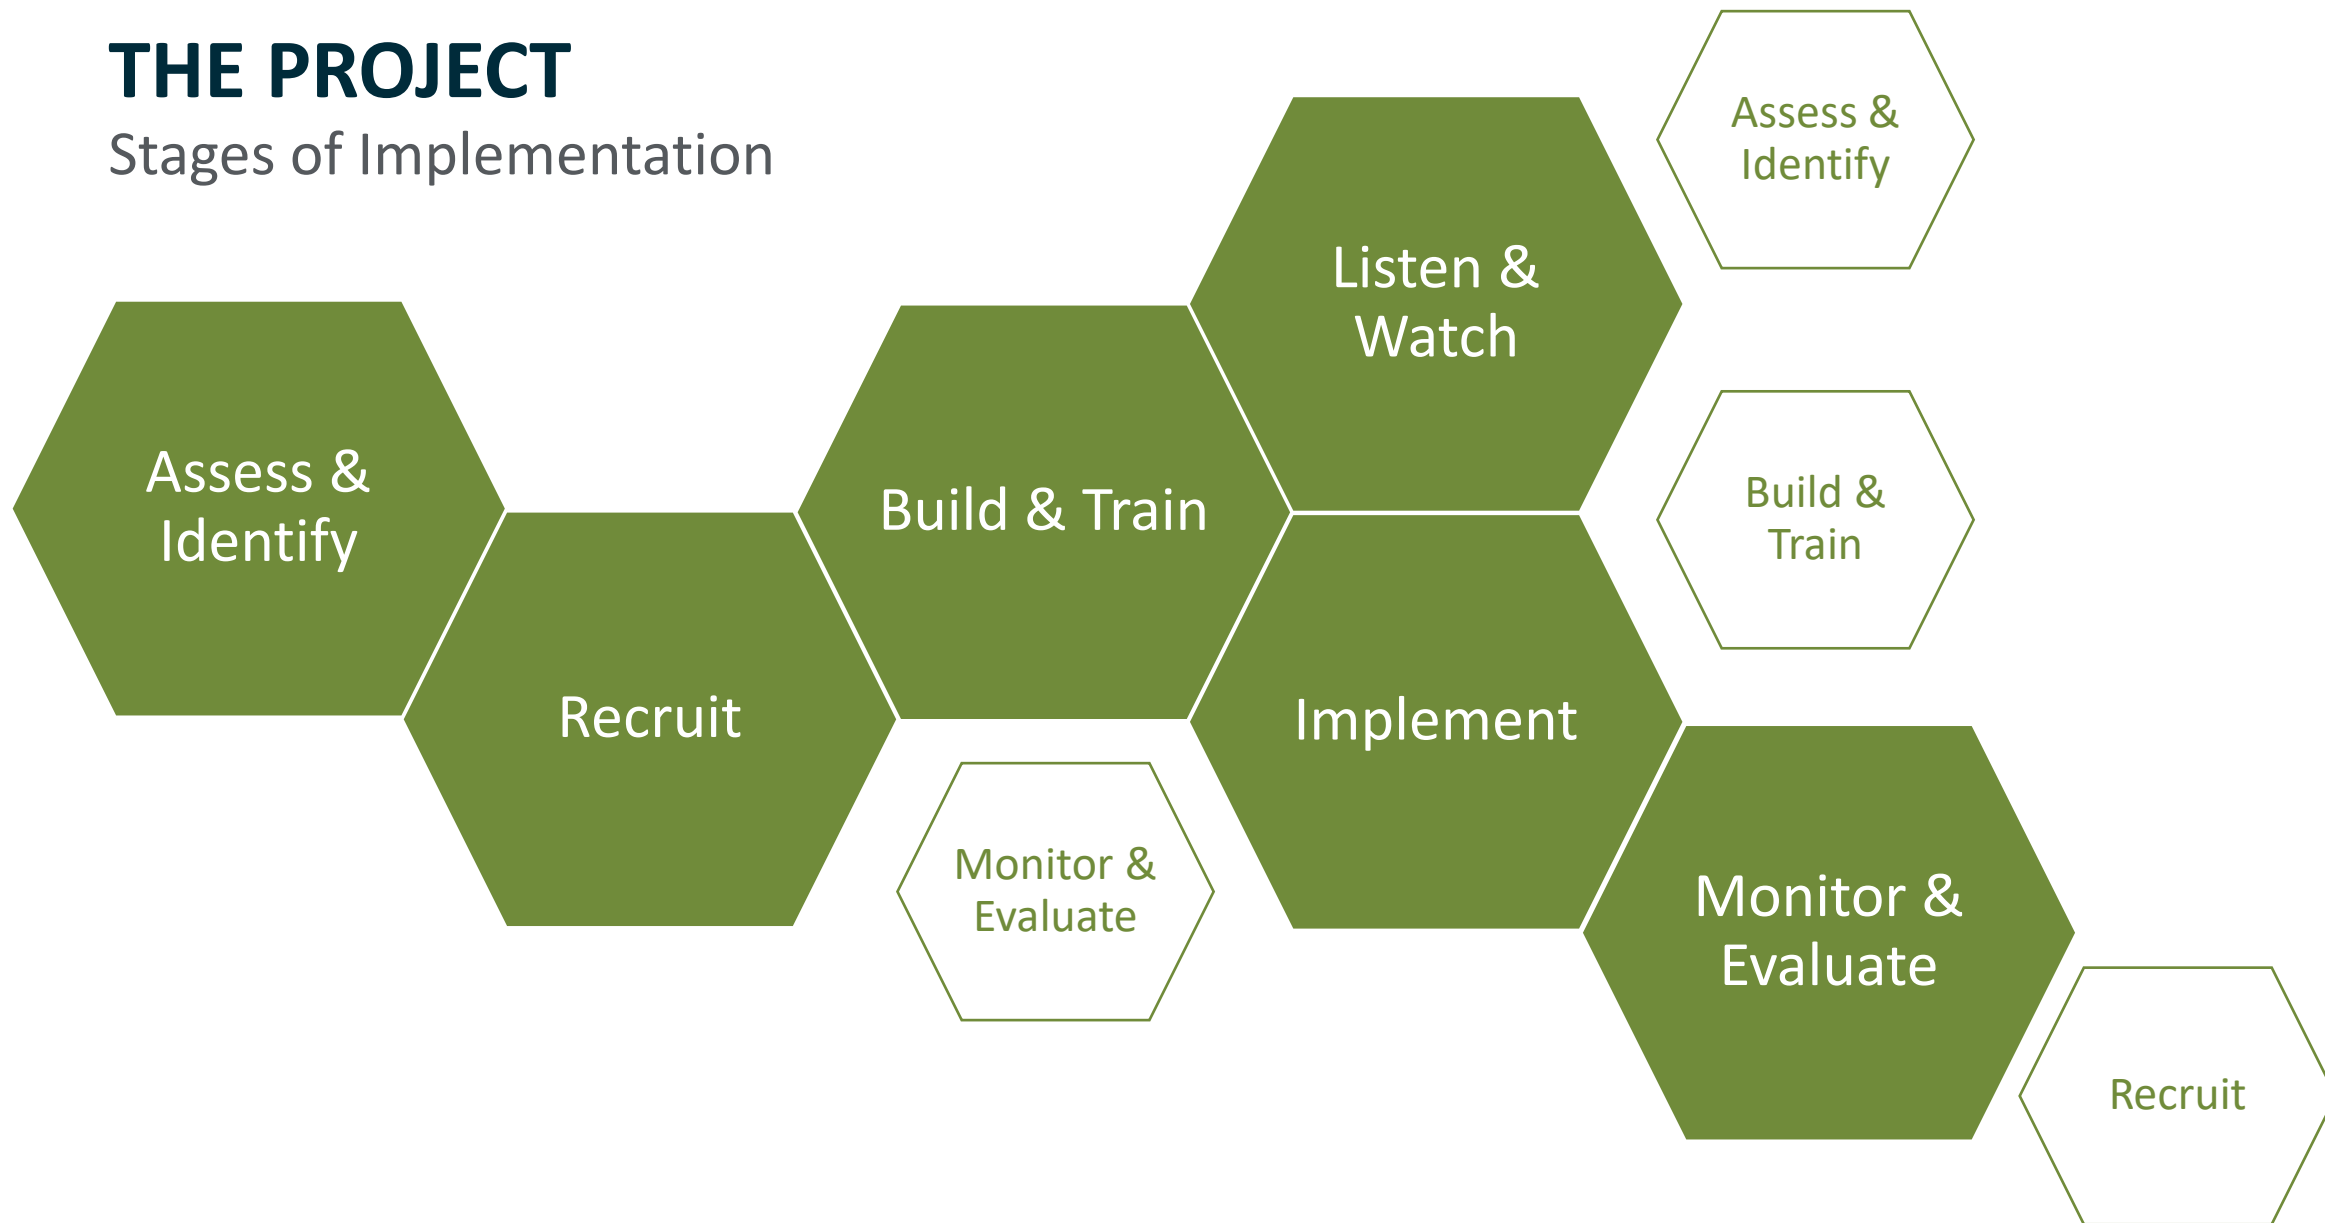 THE PROJECT
Stages of Implementation
Assess &
Identify
Recruit
Build & Train
Listen &
Watch
Implement
Monitor &
Evaluate
Assess &
Identify
Build &
Train
Monitor &
Evaluate
Recruit